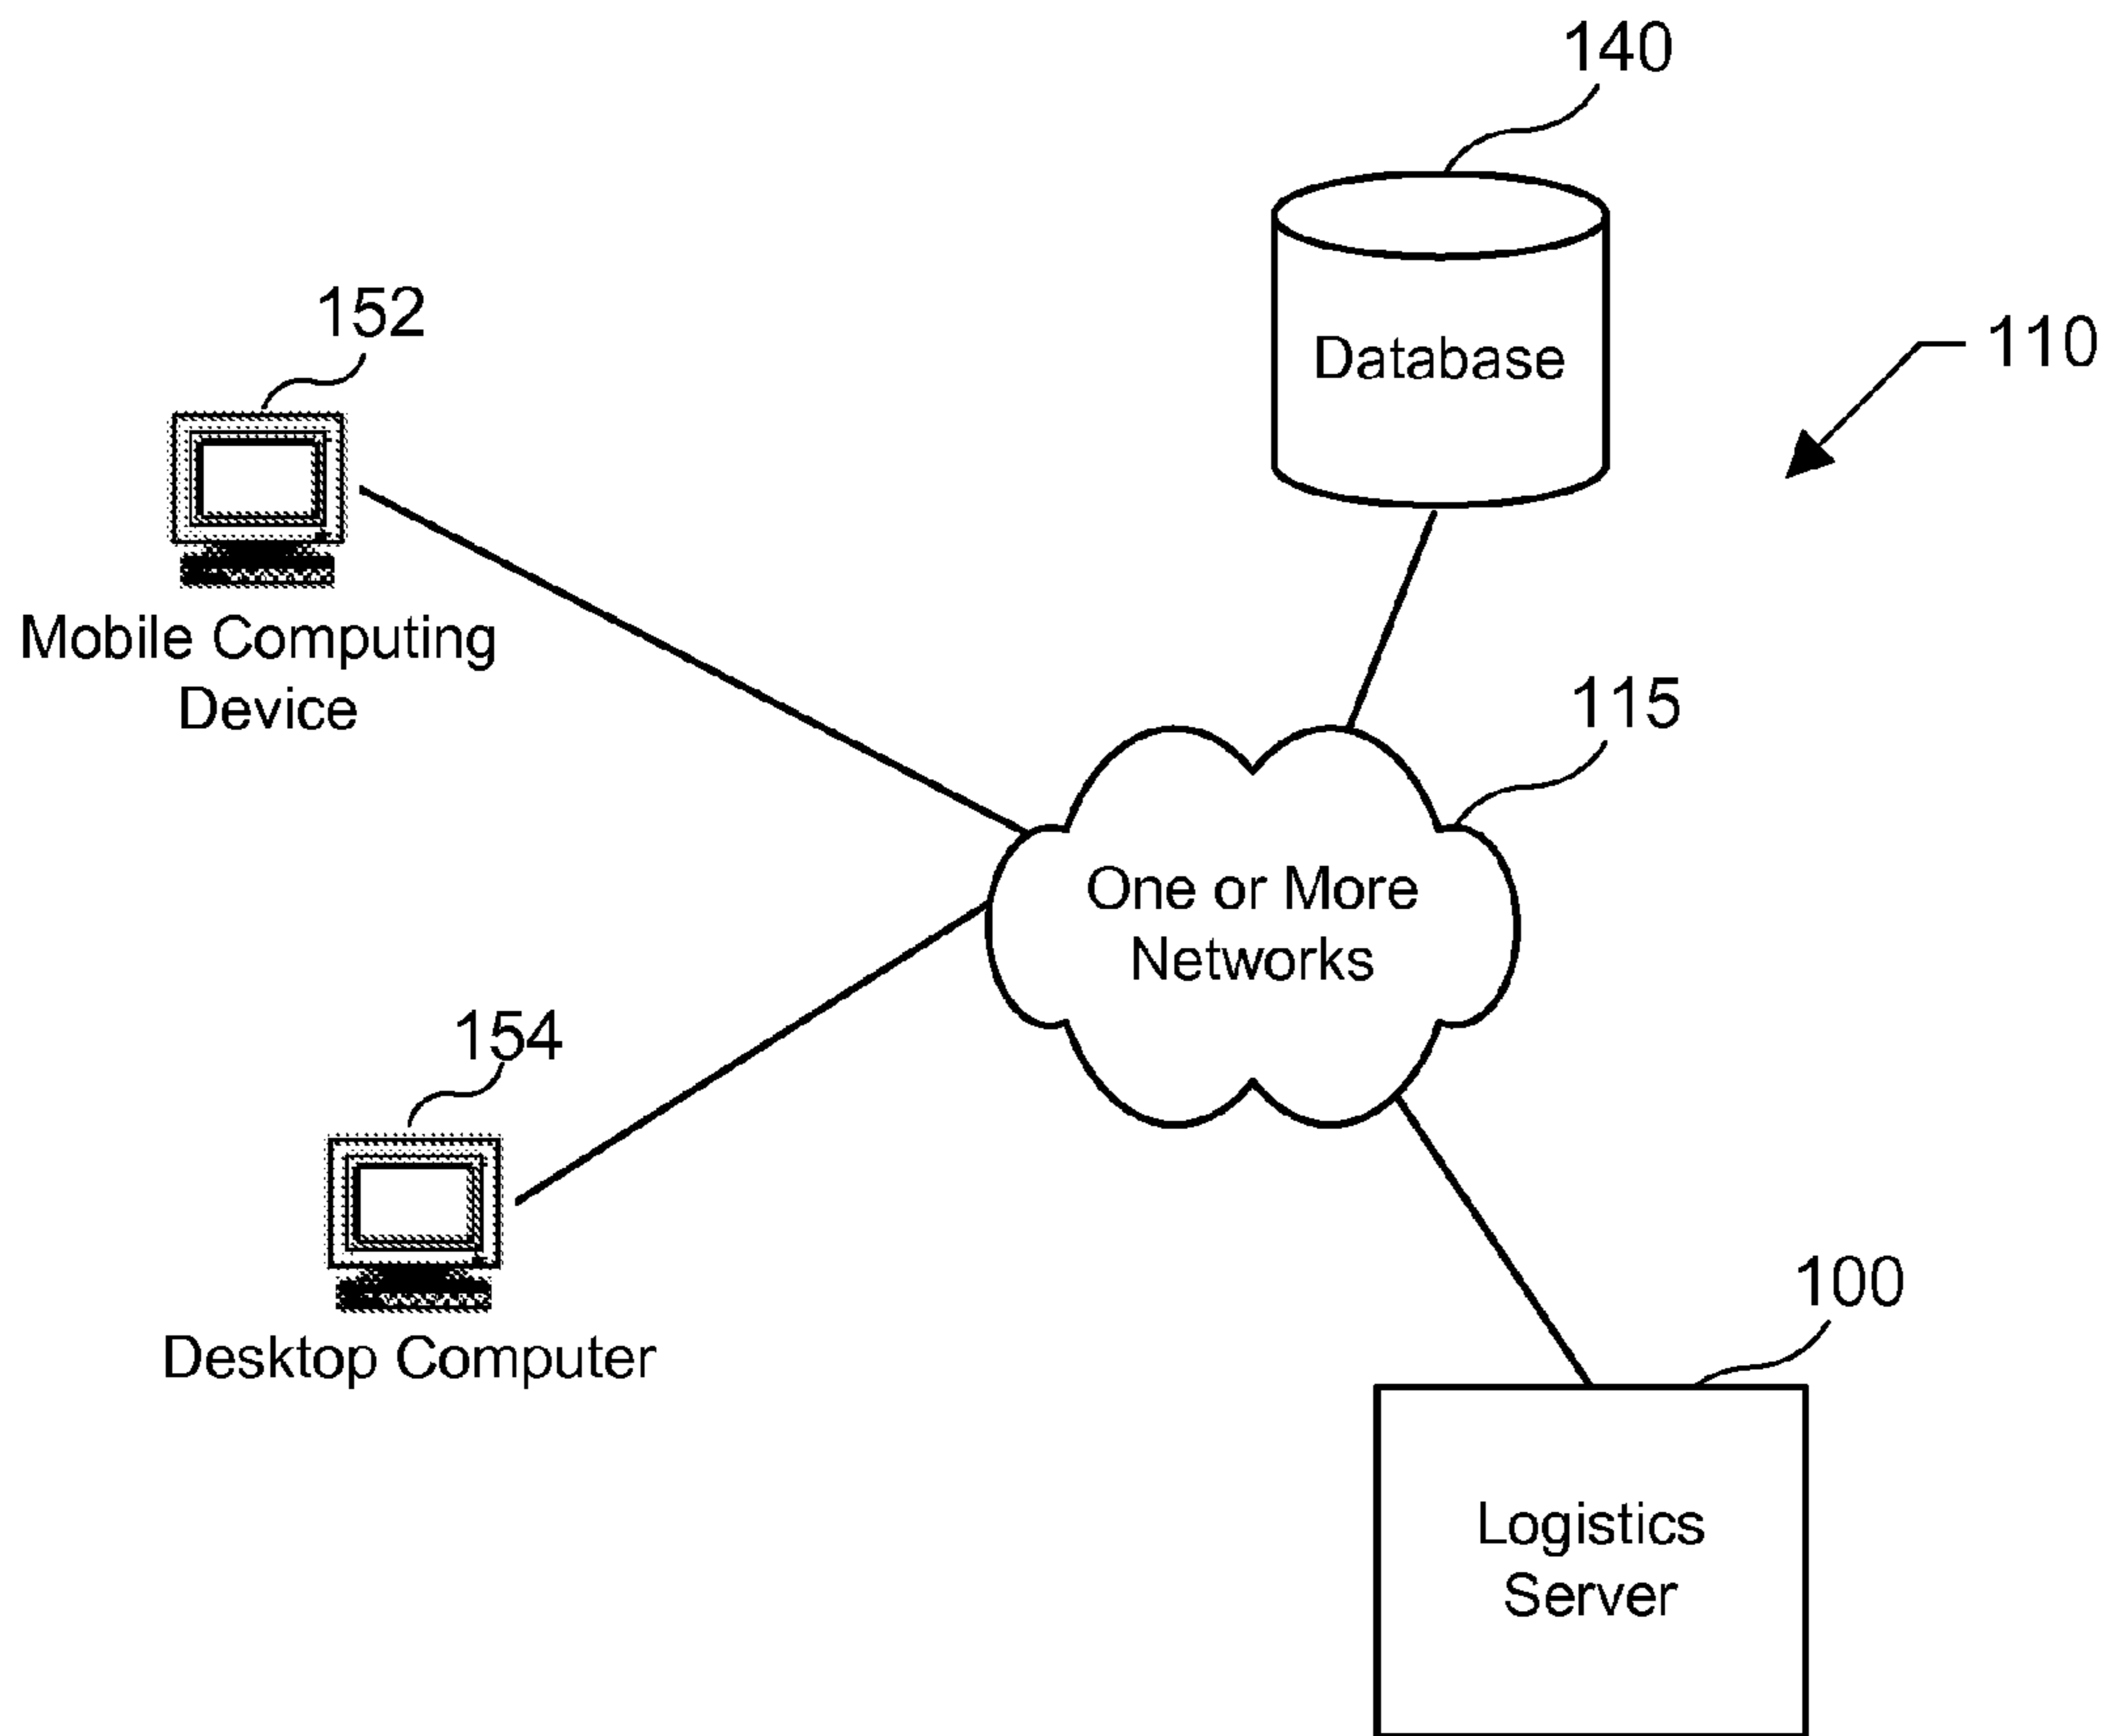 140
152
110
Database
Mobile Computing
Device
115
One or More
Networks
154
100
Desktop Computer
Logistics
Server